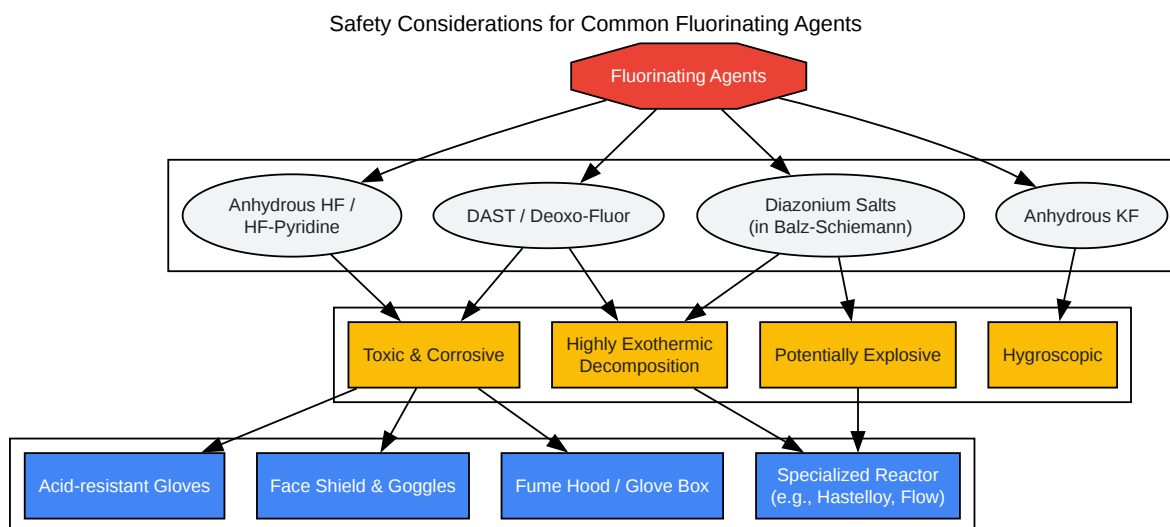 Safety Considerations for Common Fluorinating Agents
Fluorinating Agents
Anhydrous HF /
HF-Pyridine
DAST / Deoxo-Fluor
Diazonium Salts
(in Balz-Schiemann)
Anhydrous KF
Toxic & Corrosive
Highly Exothermic
Decomposition
Potentially Explosive
Hygroscopic
Acid-resistant Gloves
Face Shield & Goggles
Fume Hood / Glove Box
Specialized Reactor
(e.g., Hastelloy, Flow)